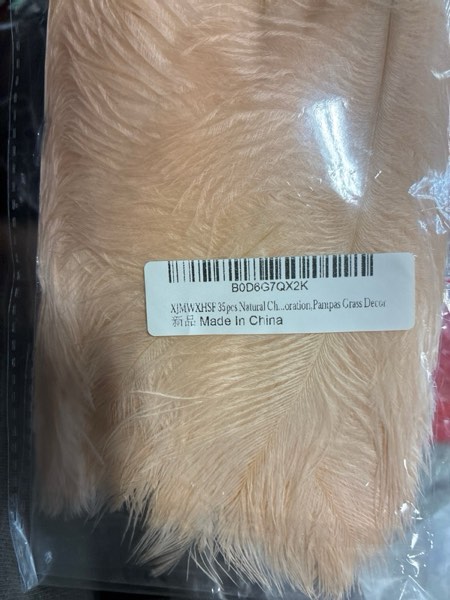 B0D6G7QX2K
XJMWXHSF 35pcs Natural Ch...oration,Pampas Grass Decor
新品 Made In China